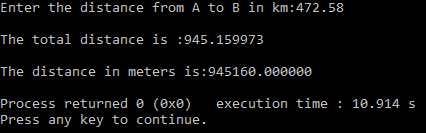 Enter the distance from A to B in km:472.58
The total distance is :945.159973
The distance in meters is:945160.000000
Process returned 0 (0x0)   execution time : 10.914 s
Press any key to continue.